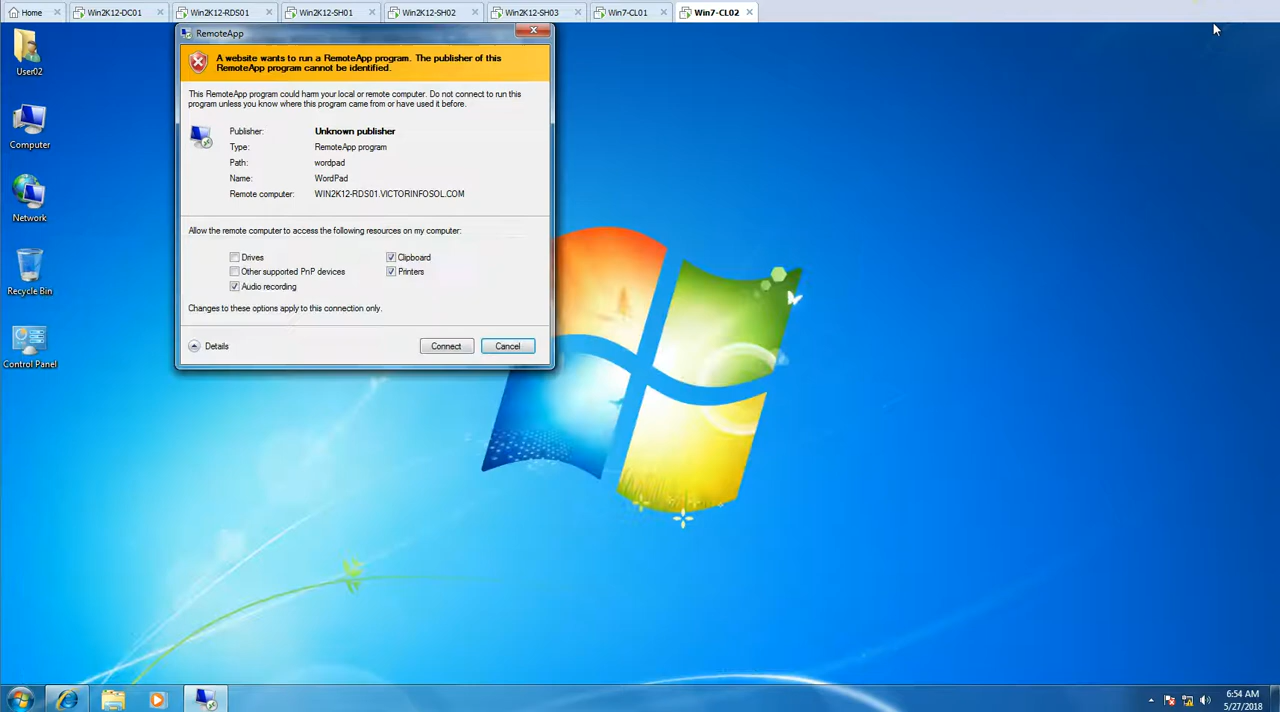 Home
Win2K12-DC01
Win2K12-RDS01
Win2K12-SH01
Win2K12-SH02
Win2K12-SH03
Win7-CL01
Win7-CL02
User02
Computer
Network
Recycle Bin
Control Panel
RemoteApp
A website wants to run a RemoteApp program. The publisher of this
RemoteApp program cannot be identified.
This RemoteApp program could harm your local or remote computer. Do not connect to run this
program unless you know where this program came from or have used it before.
Publisher: Unknown publisher
Type: RemoteApp program
Path: wordpad
Name: WordPad
Remote computer: WIN2K12-RDS01.VICTORINFOSOL.COM
Allow the remote computer to access the following resources on my computer:
Drives Clipboard
Other supported PnP devices Printers
Audio recording
Changes to these options apply to this connection only.
Details Connect Cancel
6:54 AM
5/27/2018